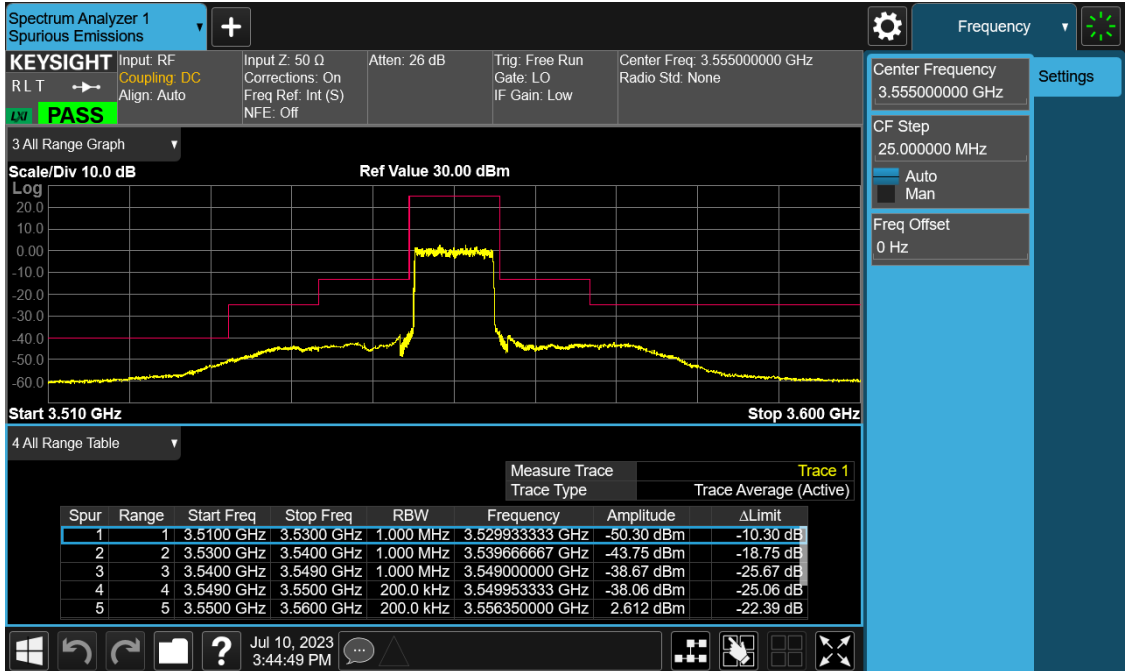 Spectrum Analyzer 1
Spurious Emissions
Frequency
KEYSIGHT
RLT
LXI
PASS
Input: RF
Coupling: DC
Align: Auto
Input Z: 50 Ω
Corrections: On
Freq Ref: Int (S)
NFE: Off
Atten: 26 dB
Trig: Free Run
Gate: LO
IF Gain: Low
Center Freq: 3.555000000 GHz
Radio Std: None
Center Frequency
3.555000000 GHz
Settings
CF Step
25.000000 MHz
Auto
Man
Freq Offset
0 Hz
3 All Range Graph
Scale/Div 10.0 dB
Ref Value 30.00 dBm
Log
20.0
10.0
0.00
-10.0
-20.0
-30.0
-40.0
-50.0
-60.0
Start 3.510 GHz
Stop 3.600 GHz
4 All Range Table
Measure Trace Trace 1
Trace Type Trace Average (Active)
Spur Range Start Freq Stop Freq RBW Frequency Amplitude ΔLimit
1 1 3.5100 GHz 3.5300 GHz 1.000 MHz 3.529933333 GHz -50.30 dBm -10.30 dB
2 2 3.5300 GHz 3.5400 GHz 1.000 MHz 3.539666667 GHz -43.75 dBm -18.75 dB
3 3 3.5400 GHz 3.5490 GHz 1.000 MHz 3.549000000 GHz -38.67 dBm -25.67 dB
4 4 3.5490 GHz 3.5500 GHz 200.0 kHz 3.549953333 GHz -38.06 dBm -25.06 dB
5 5 3.5500 GHz 3.5600 GHz 200.0 kHz 3.556350000 GHz 2.612 dBm -22.39 dB
Jul 10, 2023
3:44:49 PM